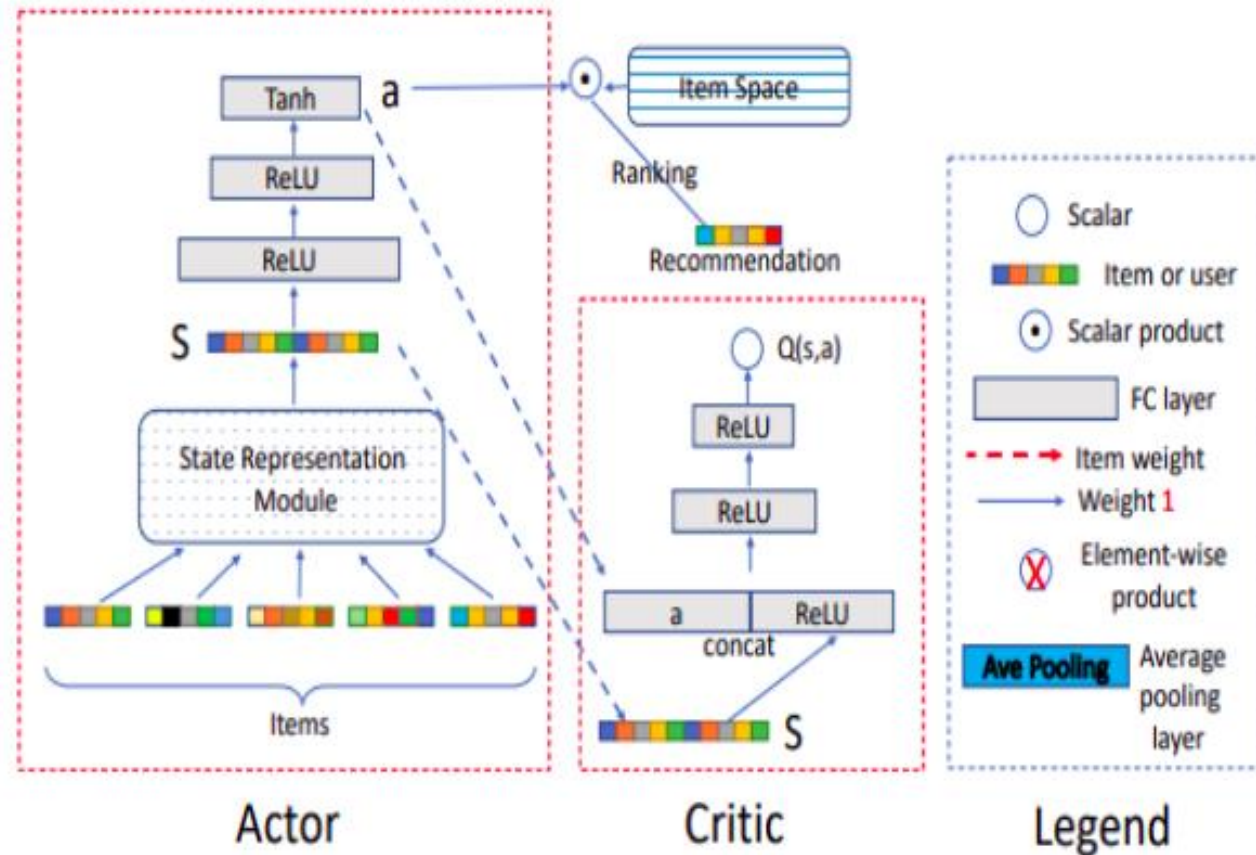 Tanh
a
ReLU
ReLU
S
State Representation
Module
Items
Actor
Item Space
Ranking
Recommendation
Q(s,a)
ReLU
ReLU
a
ReLU
concat
S
Critic
Scalar
Item or user
Scalar product
FC layer
Item weight
Weight 1
X
Element-wise
product
Ave Pooling
Average
pooling
layer
Legend